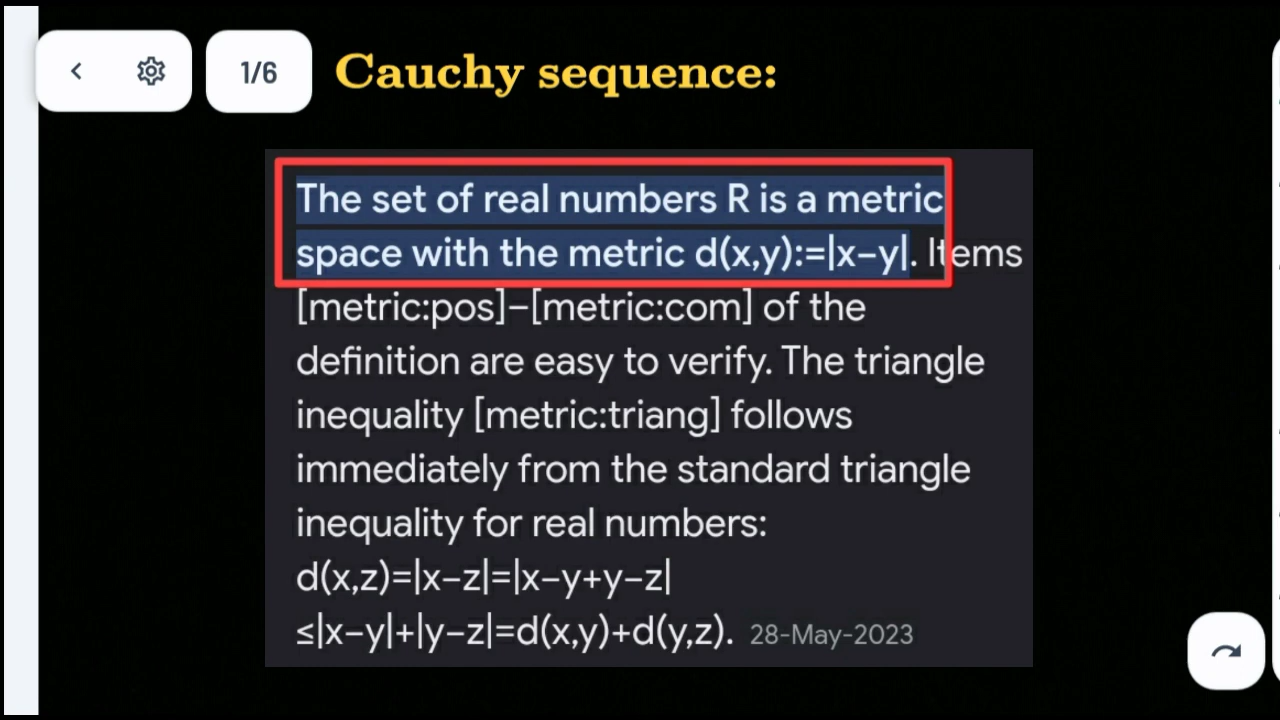 1/6
Cauchy sequence:
The set of real numbers R is a metric
space with the metric d(x,y):=|x−y|. Items
[metric:pos]−[metric:com] of the
definition are easy to verify. The triangle
inequality [metric:triang] follows
immediately from the standard triangle
inequality for real numbers:
d(x,z)=|x−z|=|x−y+y−z|
≤|x−y|+|y−z|=d(x,y)+d(y,z). 28-May-2023